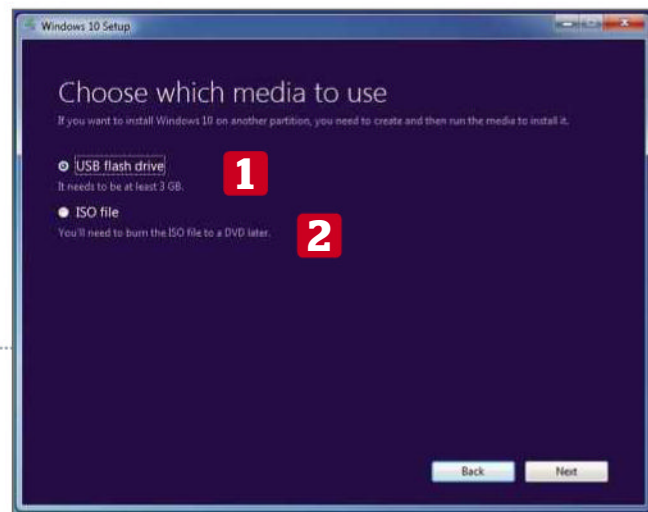 Windows 10 Setup
Choose which media to use
If you want to install Windows 10 on another partition, you need to create and then run the media to install it.
USB flash drive
1
It needs to be at least 3 GB.
ISO file
You'll need to burn the ISO file to a DVD later.
2
Back
Next